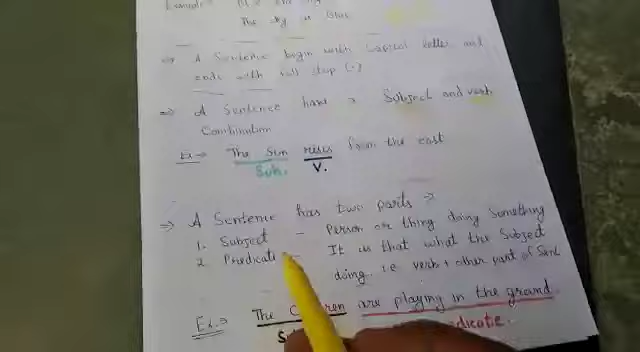 The sky is blue
⇒ A Sentence begin with Capital letter and
ends with full stop (.)
⇒ A Sentence have Subject and verb
Combination
Ex → The Sun rises from the east
Sub. V.
⇒ A Sentence has two parts →
1. Subject – Person or thing doing Something
2. Predicate – It is that what the Subject
doing. i.e verb + other part of Sent
Ex. → The Children are playing in the ground.